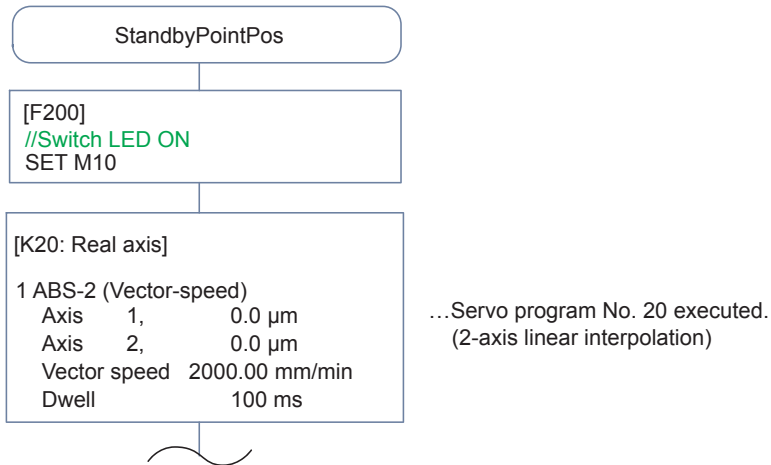 StandbyPointPos
[F200]
//Switch LED ON
SET M10
[K20: Real axis]
1 ABS-2 (Vector-speed)
Axis 1, 0.0 µm
Axis 2, 0.0 µm
Vector speed 2000.00 mm/min
Dwell 100 ms
…Servo program No. 20 executed.
(2-axis linear interpolation)